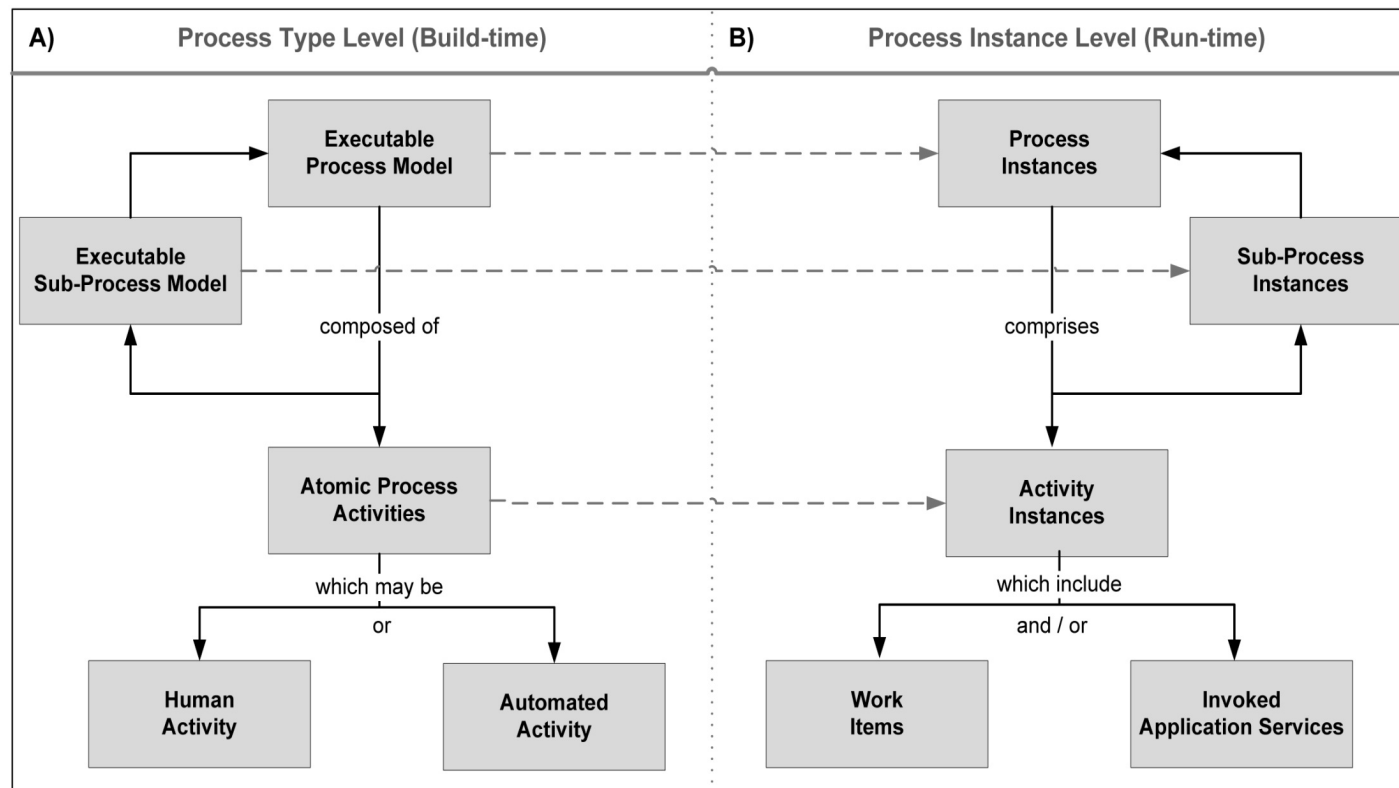 A)
Process Type Level (Build-time)
B)
Process Instance Level (Run-time)
Executable
Process Model
Process
Instances
Executable
Sub-Process Model
Sub-Process
Instances
composed of
comprises
Atomic Process
Activities
Activity
Instances
which may be
or
which include
and / or
Human
Activity
Automated
Activity
Work
Items
Invoked
Application Services